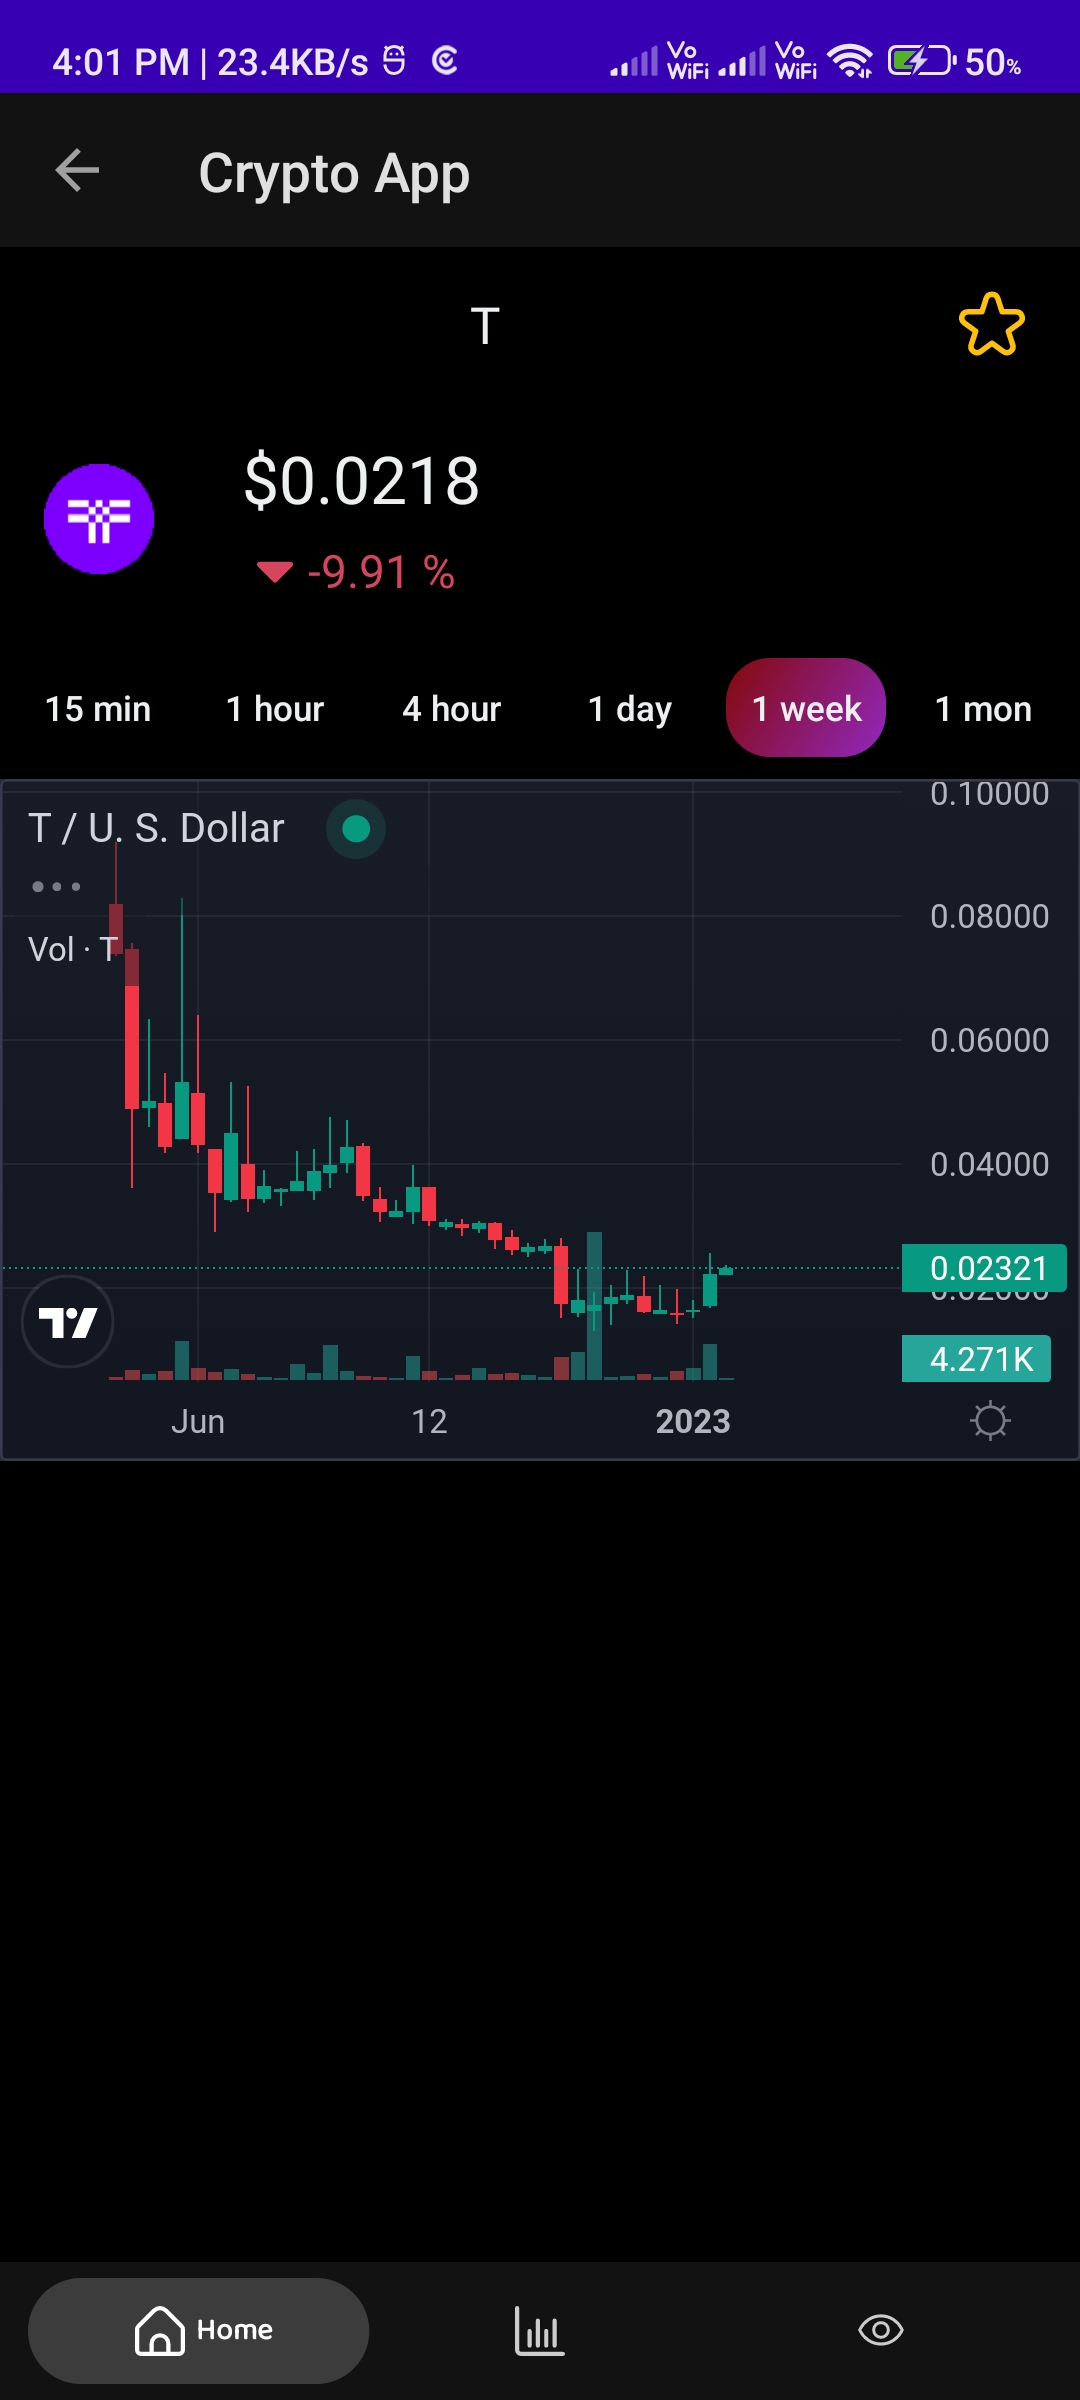 4:01 PM | 23.4KB/s Vo WiFi Vo WiFi 50%
Crypto App
T
$0.0218
-9.91 %
15 min 1 hour 4 hour 1 day 1 week 1 mon
0.10000
T / U. S. Dollar
0.08000
Vol · T
0.06000
0.04000
0.02321
0.02000
4.271K
Jun 12 2023
Home